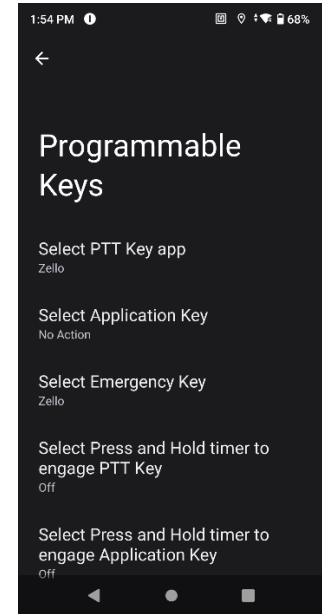 1:54 PM
68%
Programmable
Keys
Select PTT Key app
Zello
Select Application Key
No Action
Select Emergency Key
Zello
Select Press and Hold timer to
engage PTT Key
Off
Select Press and Hold timer to
engage Application Key
Off